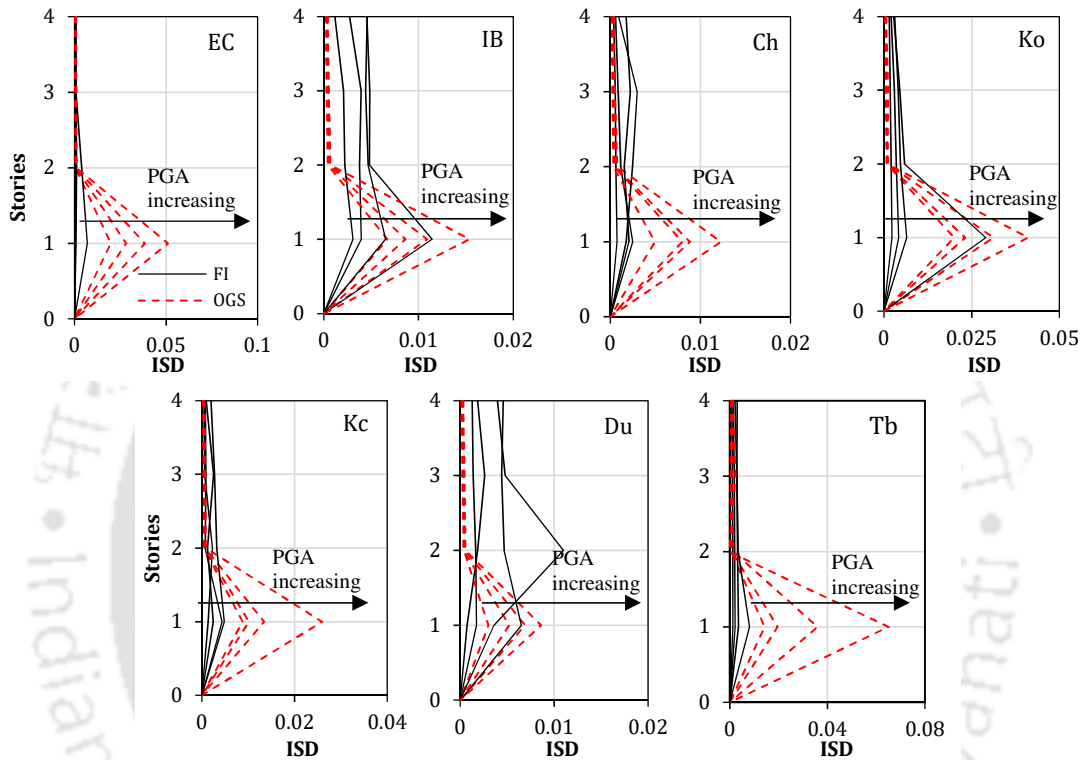 EC
IB
Ch
Ko
4
3
2
1
0
Stories
PGA
increasing
FI
OGS
0
0.05
0.1
ISD
4
3
2
1
0
PGA
increasing
0
0.01
0.02
ISD
4
3
2
1
0
PGA
increasing
0
0.01
0.02
ISD
4
3
2
1
0
PGA
increasing
0
0.025
0.05
ISD
Kc
Du
Tb
4
3
2
1
0
Stories
PGA
increasing
0
0.02
0.04
ISD
4
3
2
1
0
PGA
increasing
0
0.01
0.02
ISD
4
3
2
1
0
PGA
increasing
0
0.04
0.08
ISD
Indian